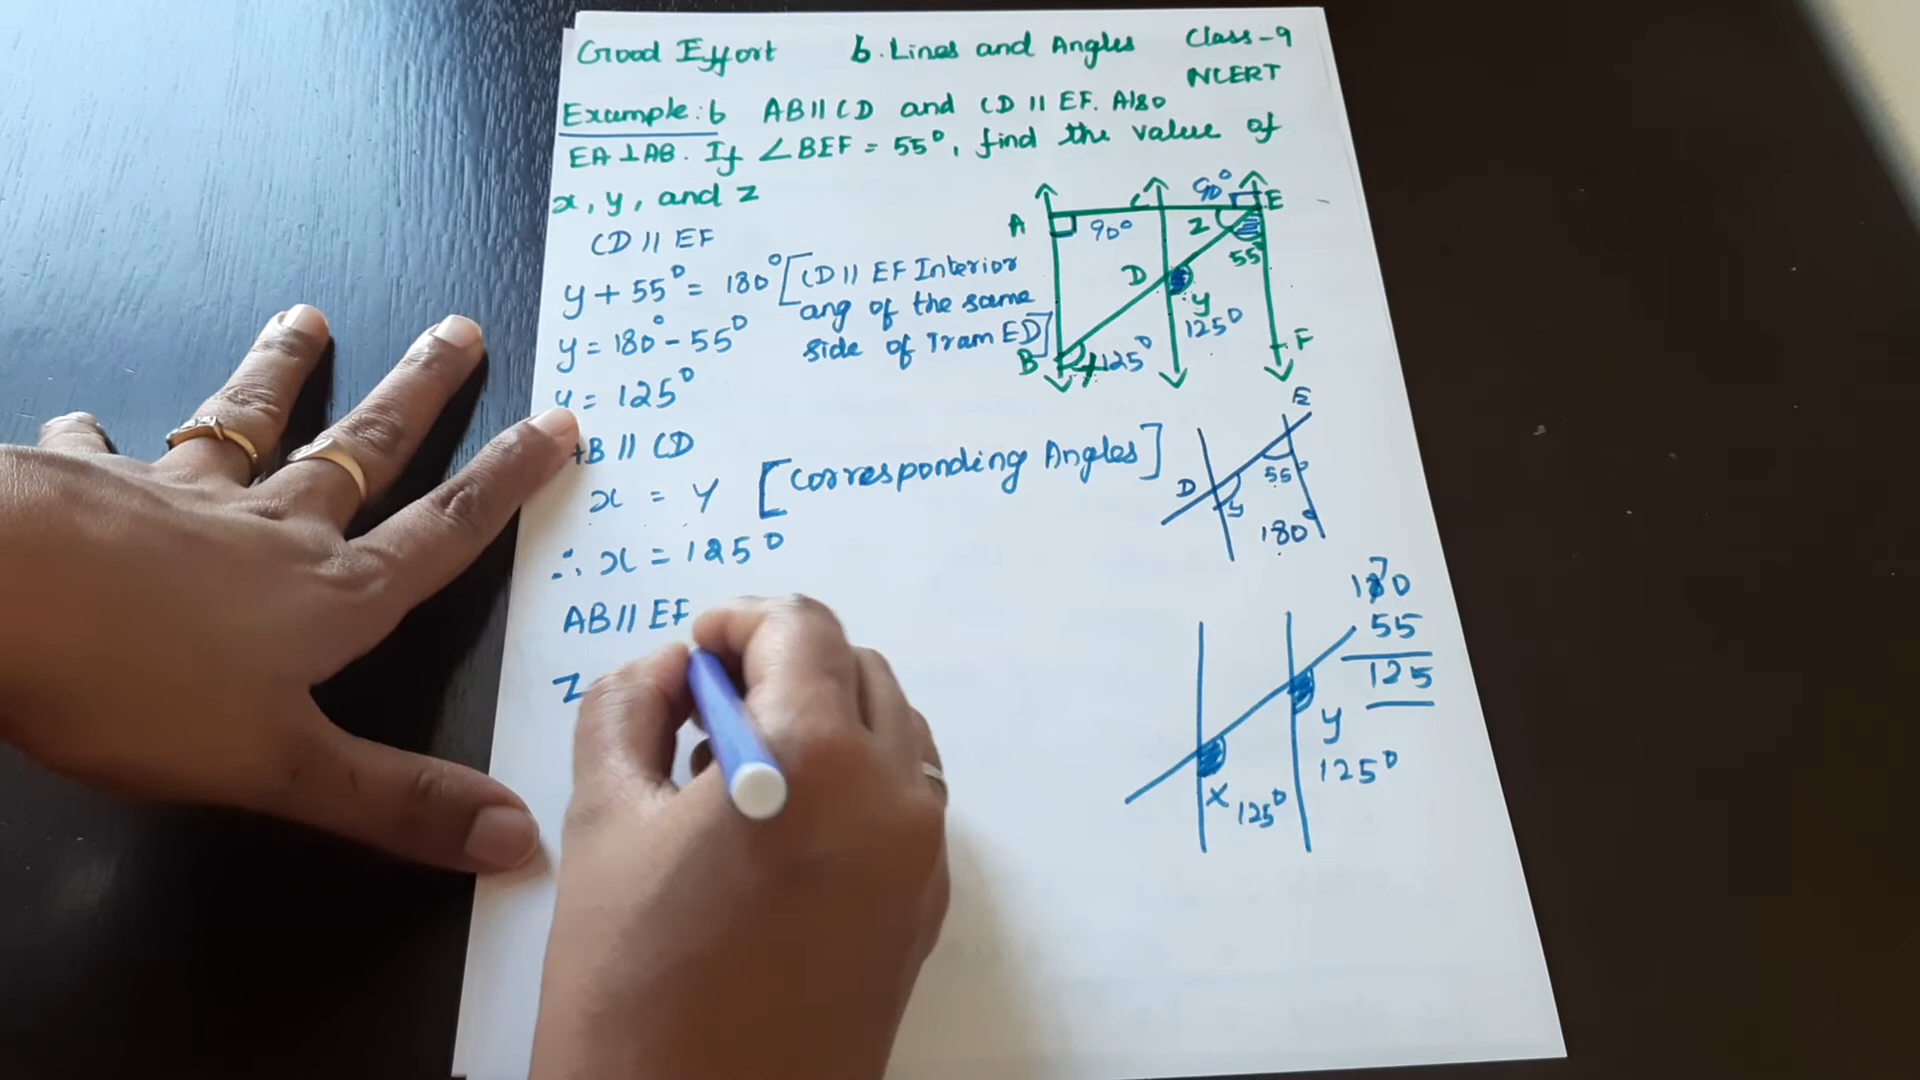 Good Effort 6. Lines and Angles Class-9
NCERT
Example: 6 AB||CD and CD || EF. Also
EA⊥AB. If ∠BEF = 55°, find the value of
x, y, and z
CD || EF
y + 55° = 180° [CD || EF Interior
ang of the same
side of Tram ED]
y = 180° - 55°
y = 125°
AB || CD
x = y [Corresponding Angles]
∴ x = 125°
AB || EF
Z
A 90° C 90° E
Z
55°
D
y
125°
B x 125°
F
E
D 55°
y
180°
180
7
55
125
y
125°
x 125°